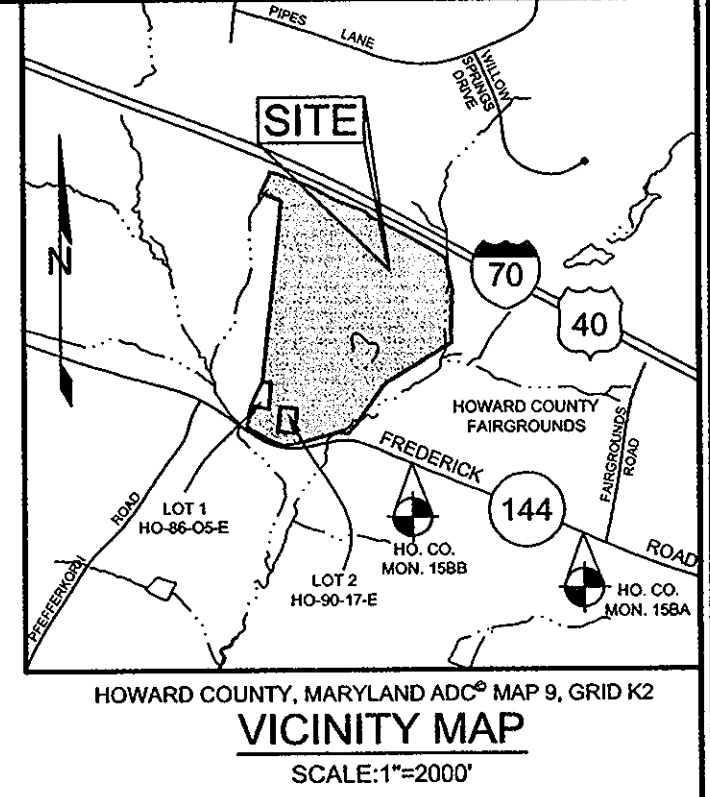 PIPES LANE
WILLOW
SPRINGS
DRIVE
SITE
N
70
40
HOWARD COUNTY
FAIRGROUNDS
FAIRGROUNDS
ROAD
FREDERICK
144
ROAD
LOT 1
HO-86-O5-E
PFEFFERKORN ROAD
LOT 2
HO-90-17-E
HO. CO.
MON. 15BB
HO. CO.
MON. 15BA
HOWARD COUNTY, MARYLAND ADC© MAP 9, GRID K2
VICINITY MAP
SCALE:1"=2000'